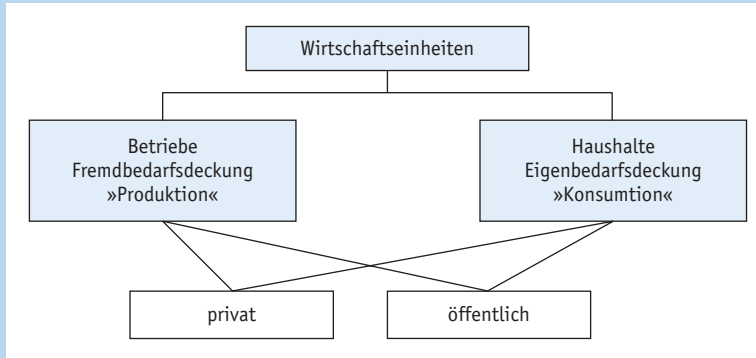 Wirtschaftseinheiten
Betriebe
Fremdbedarfsdeckung
»Produktion«
Haushalte
Eigenbedarfsdeckung
»Konsumtion«
privat
öffentlich